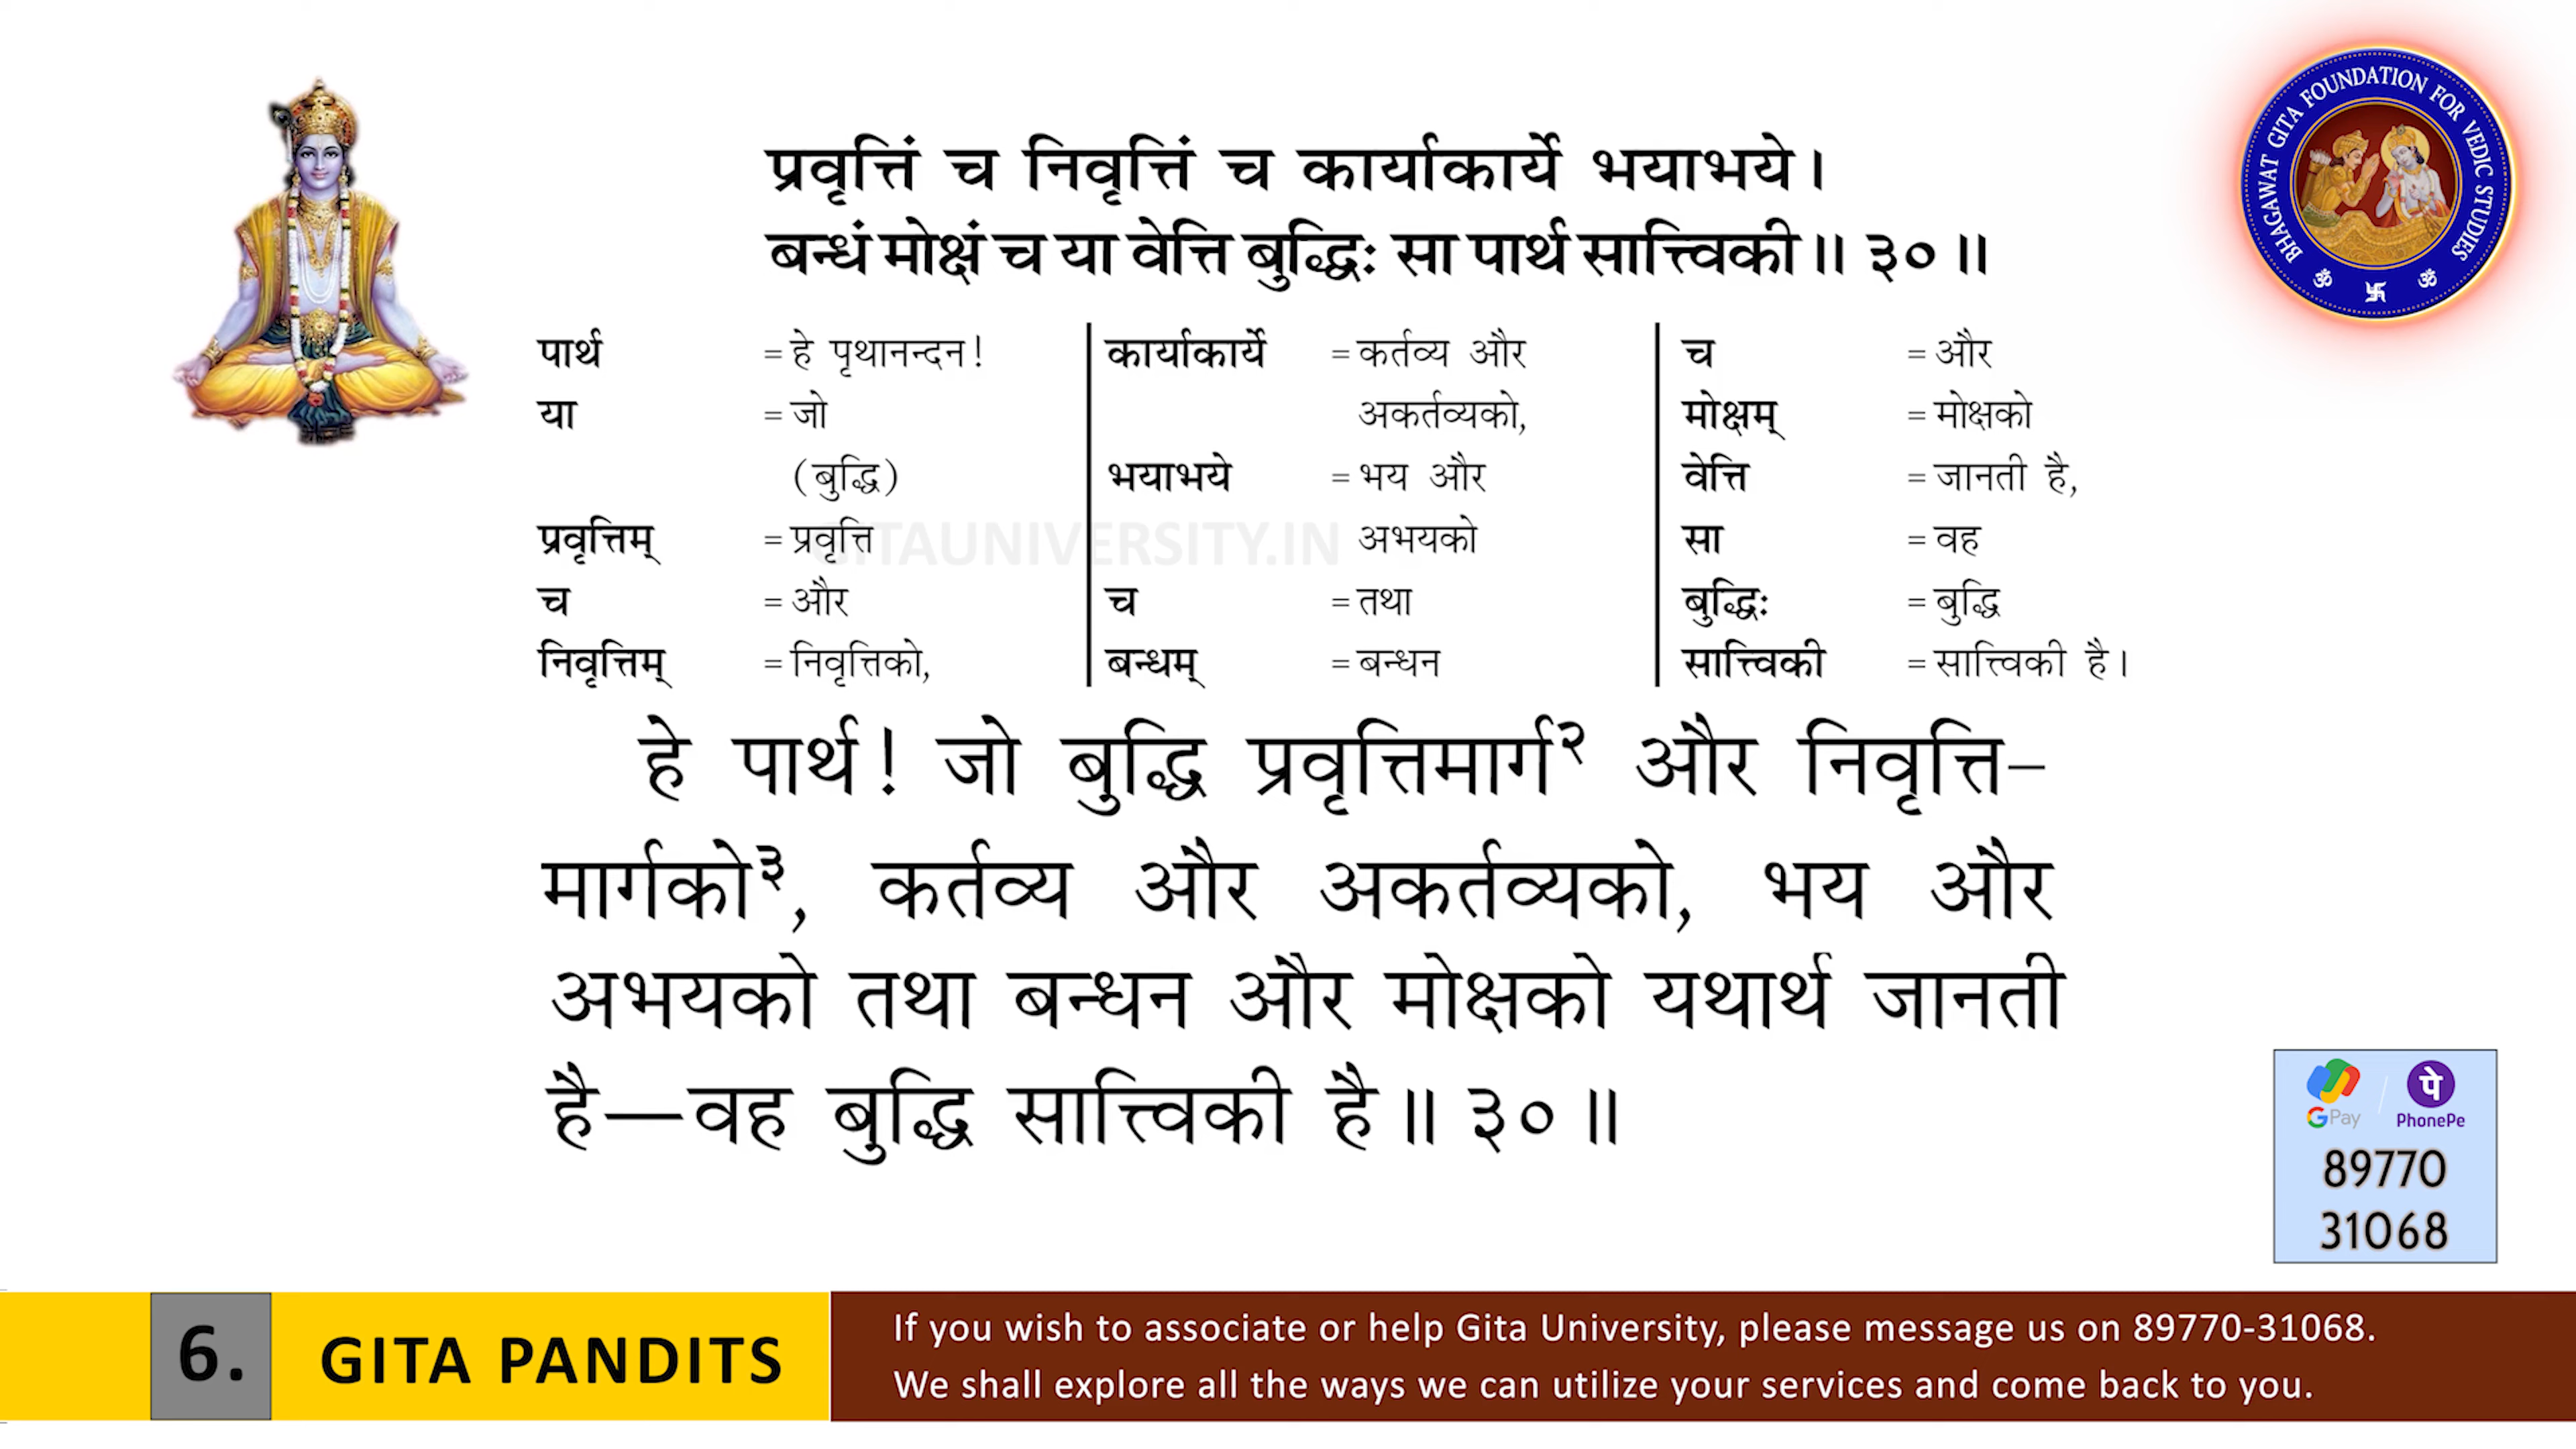 प्रवृत्तिं च निवृत्तिं च कार्याकार्ये भयाभये।
बन्धं मोक्षं च या वेत्ति बुद्धिः सा पार्थ सात्त्विकी॥ ३०॥
पार्थ = हे पृथानन्दन!
या = जो
(बुद्धि)
प्रवृत्तिम् = प्रवृत्ति
च = और
निवृत्तिम् = निवृत्तिको,
कार्याकार्ये = कर्तव्य और
अकर्तव्यको,
भयाभये = भय और
अभयको
च = तथा
बन्धम् = बन्धन
च = और
मोक्षम् = मोक्षको
वेत्ति = जानती है,
सा = वह
बुद्धिः = बुद्धि
सात्त्विकी = सात्त्विकी है।
GITAUNIVERSITY.IN
हे पार्थ! जो बुद्धि प्रवृत्तिमार्ग२ और निवृत्ति-
मार्गको३, कर्तव्य और अकर्तव्यको, भय और
अभयको तथा बन्धन और मोक्षको यथार्थ जानती
है—वह बुद्धि सात्त्विकी है॥ ३०॥
BHAGAWAT GITA FOUNDATION FOR VEDIC STUDIES
ॐ 卐 ॐ
GPay / पे PhonePe
89770
31068
6. GITA PANDITS
If you wish to associate or help Gita University, please message us on 89770-31068.
We shall explore all the ways we can utilize your services and come back to you.